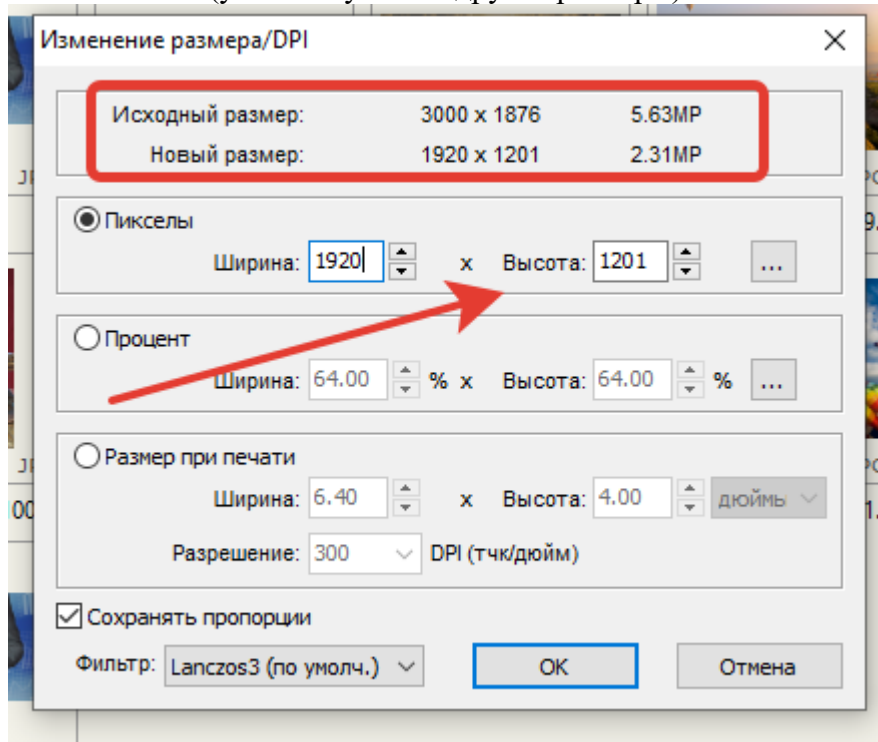 Изменение размера/DPI
Исходный размер: 3000 x 1876 5.63MP
Новый размер: 1920 x 1201 2.31MP
Пикселы
Ширина: 1920 x Высота: 1201 ...
Процент
Ширина: 64.00 % x Высота: 64.00 % ...
Размер при печати
Ширина: 6.40 x Высота: 4.00 дюймы
Разрешение: 300 DPI (тчк/дюйм)
Сохранять пропорции
Фильтр: Lanczos3 (по умолч.) OK Отмена